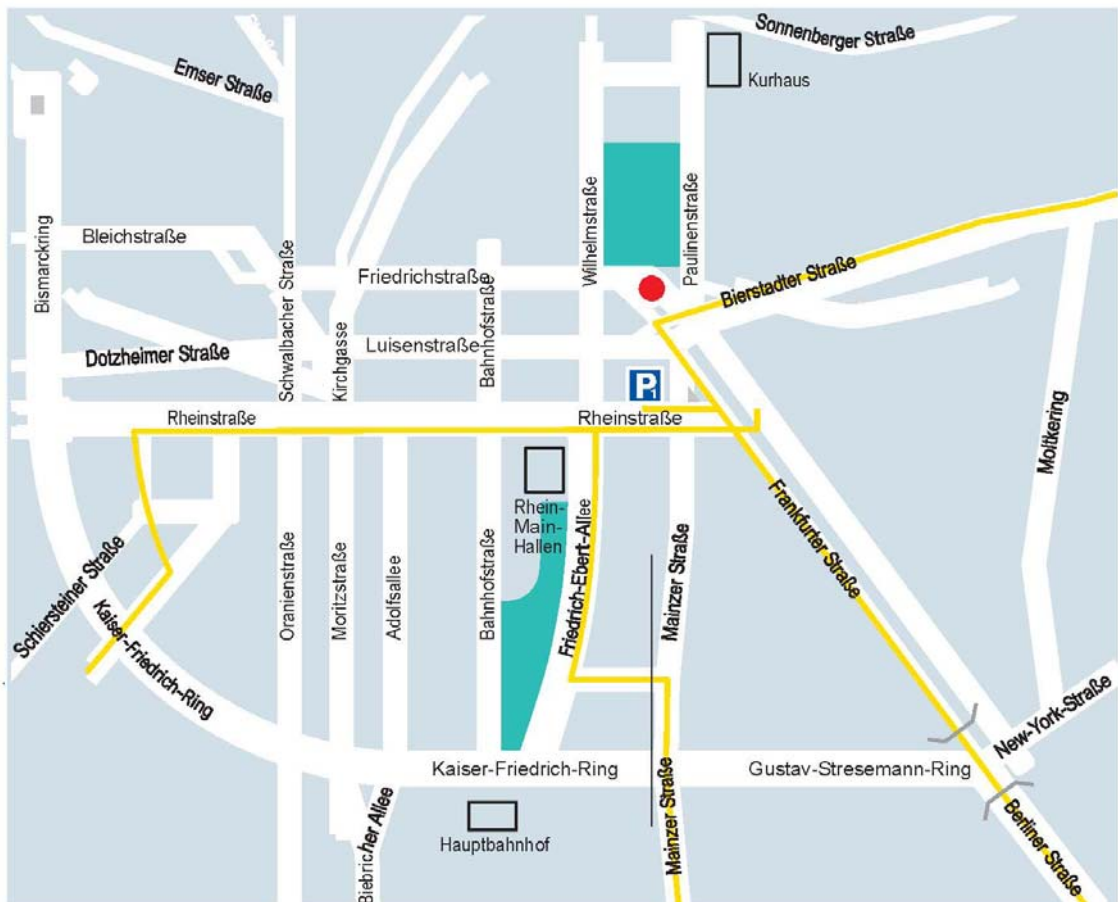 Sonnenberger Straße
Emser Straße
Straße
Kurhaus
Bismarckring
Bleichstraße
Schwalbacher Straße
Kirchgasse
Friedrichstraße
Bahnhofstraße
Wilhelmstraße
Paulinenstraße
Bierstadter Straße
Dotzheimer Straße
Luisenstraße
P1
Rheinstraße
Rheinstraße
Moltkering
Rhein-
Main-
Hallen
Schiersteiner Straße
Kaiser-Friedrich-Ring
Oranienstraße
Moritzstraße
Adolfsallee
Bahnhofstraße
Friedrich-Ebert-Allee
Mainzer Straße
Frankfurter Straße
New-York-Straße
Kaiser-Friedrich-Ring
Gustav-Stresemann-Ring
Hauptbahnhof
Biebricher Allee
Mainzer Straße
Berliner Straße